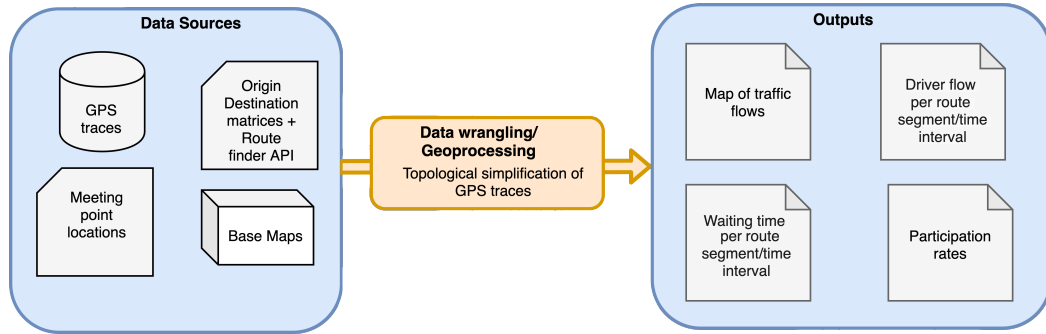 Data Sources
GPS
traces
Origin
Destination
matrices +
Route
finder API
Meeting
point
locations
Base Maps
Data wrangling/
Geoprocessing
Topological simplification of
GPS traces
Outputs
Map of traffic
flows
Driver flow
per route
segment/time
interval
Waiting time
per route
segment/time
interval
Participation
rates